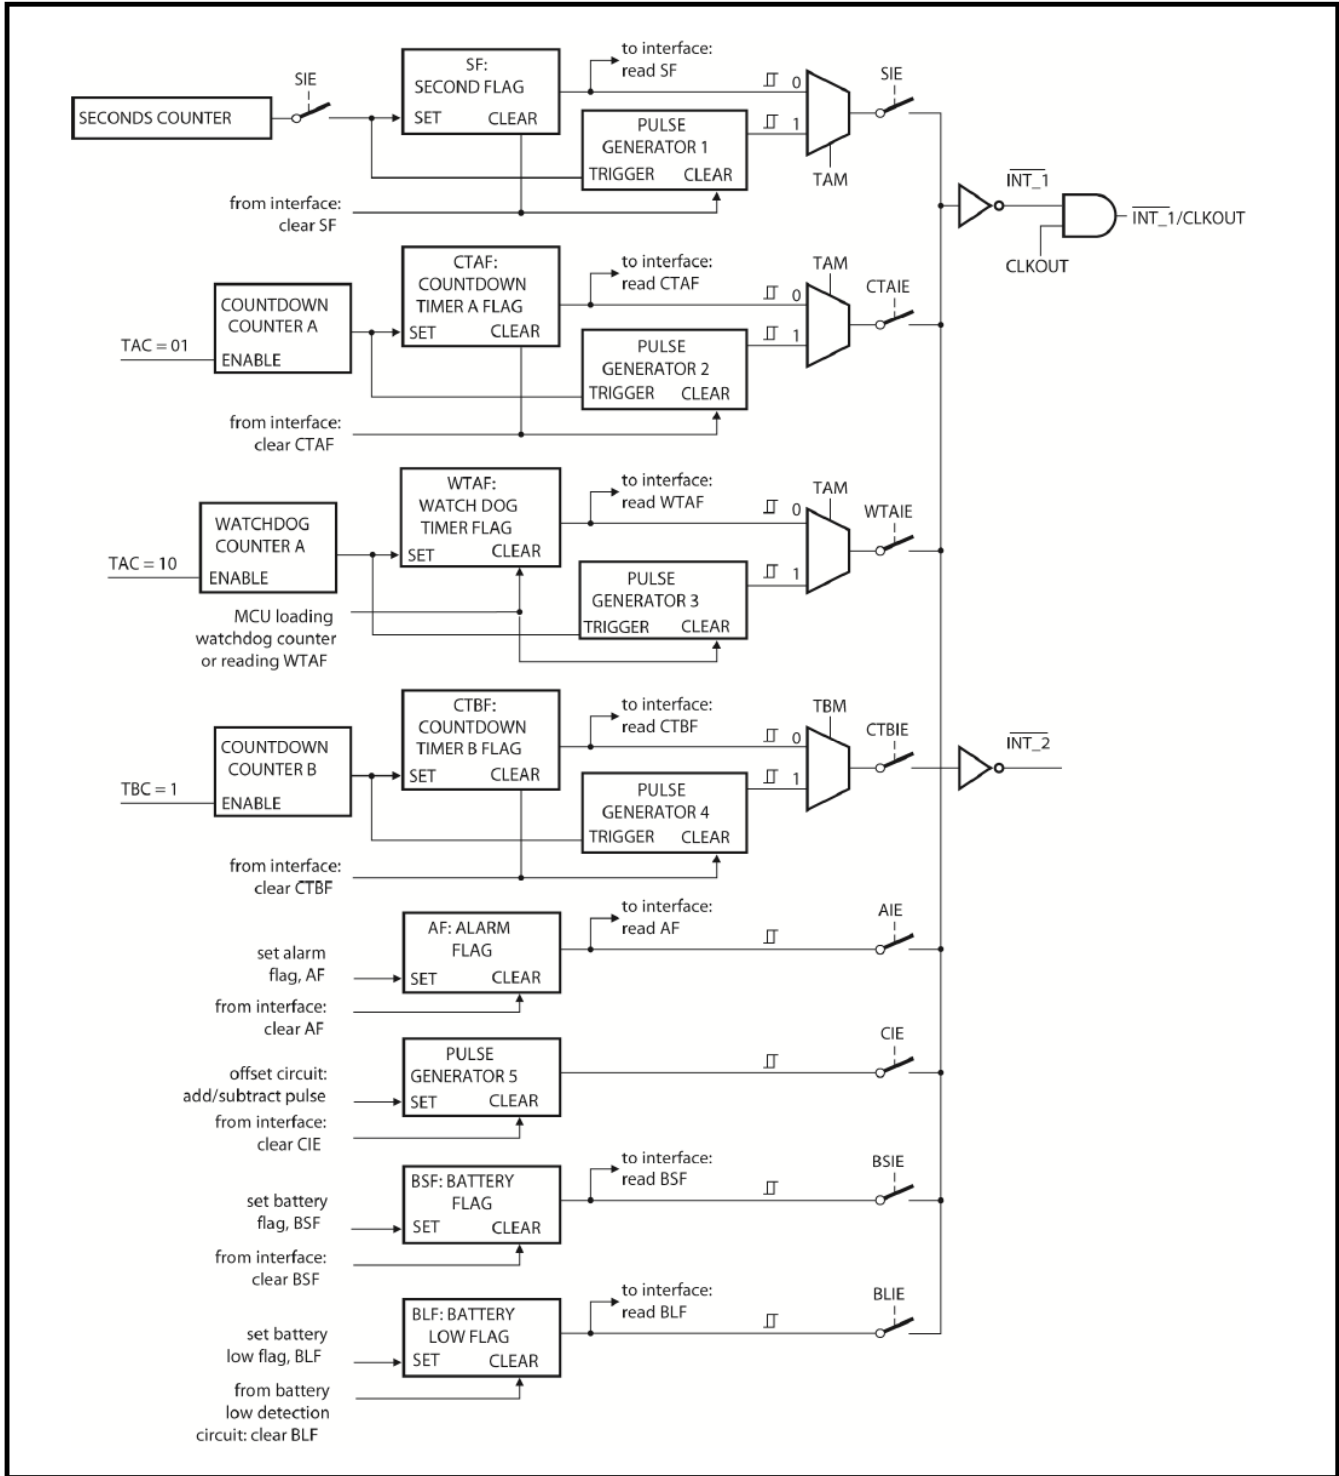 to interface:
read SF
SIE
SF:
SECOND FLAG
SET CLEAR
SECONDS COUNTER
0
1
SIE
PULSE
GENERATOR 1
TRIGGER CLEAR
TAM
from interface:
clear SF
INT_1
INT_1/CLKOUT
CLKOUT
CTAF:
COUNTDOWN
TIMER A FLAG
SET CLEAR
to interface:
read CTAF
TAM
0
1
CTAIE
COUNTDOWN
COUNTER A
ENABLE
TAC = 01
PULSE
GENERATOR 2
TRIGGER CLEAR
from interface:
clear CTAF
WTAF:
WATCH DOG
TIMER FLAG
SET CLEAR
to interface:
read WTAF
TAM
0
1
WTAIE
WATCHDOG
COUNTER A
ENABLE
TAC = 10
PULSE
GENERATOR 3
TRIGGER CLEAR
MCU loading
watchdog counter
or reading WTAF
CTBF:
COUNTDOWN
TIMER B FLAG
SET CLEAR
to interface:
read CTBF
TBM
0
1
CTBIE
INT_2
COUNTDOWN
COUNTER B
ENABLE
TBC = 1
PULSE
GENERATOR 4
TRIGGER CLEAR
from interface:
clear CTBF
to interface:
read AF
AIE
AF: ALARM
FLAG
SET CLEAR
set alarm
flag, AF
from interface:
clear AF
CIE
PULSE
GENERATOR 5
SET CLEAR
offset circuit:
add/subtract pulse
from interface:
clear CIE
to interface:
read BSF
BSIE
BSF: BATTERY
FLAG
SET CLEAR
set battery
flag, BSF
from interface:
clear BSF
to interface:
read BLF
BLIE
BLF: BATTERY
LOW FLAG
SET CLEAR
set battery
low flag, BLF
from battery
low detection
circuit: clear BLF